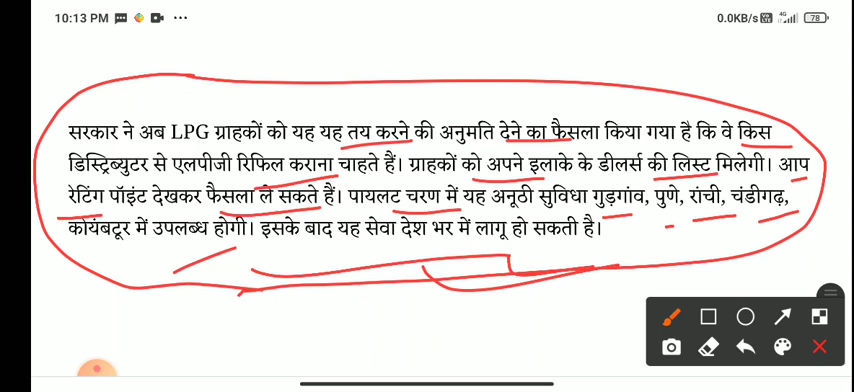 10:13 PM
0.0KB/s 4G 78
सरकार ने अब LPG ग्राहकों को यह यह तय करने की अनुमति देने का फैसला किया गया है कि वे किस
डिस्ट्रिब्युटर से एलपीजी रिफिल कराना चाहते हैं। ग्राहकों को अपने इलाके के डीलर्स की लिस्ट मिलेगी। आप
रेटिंग पॉइंट देखकर फैसला ले सकते हैं। पायलट चरण में यह अनूठी सुविधा गुड़गांव, पुणे, रांची, चंडीगढ़,
कोयंबटूर में उपलब्ध होगी। इसके बाद यह सेवा देश भर में लागू हो सकती है।